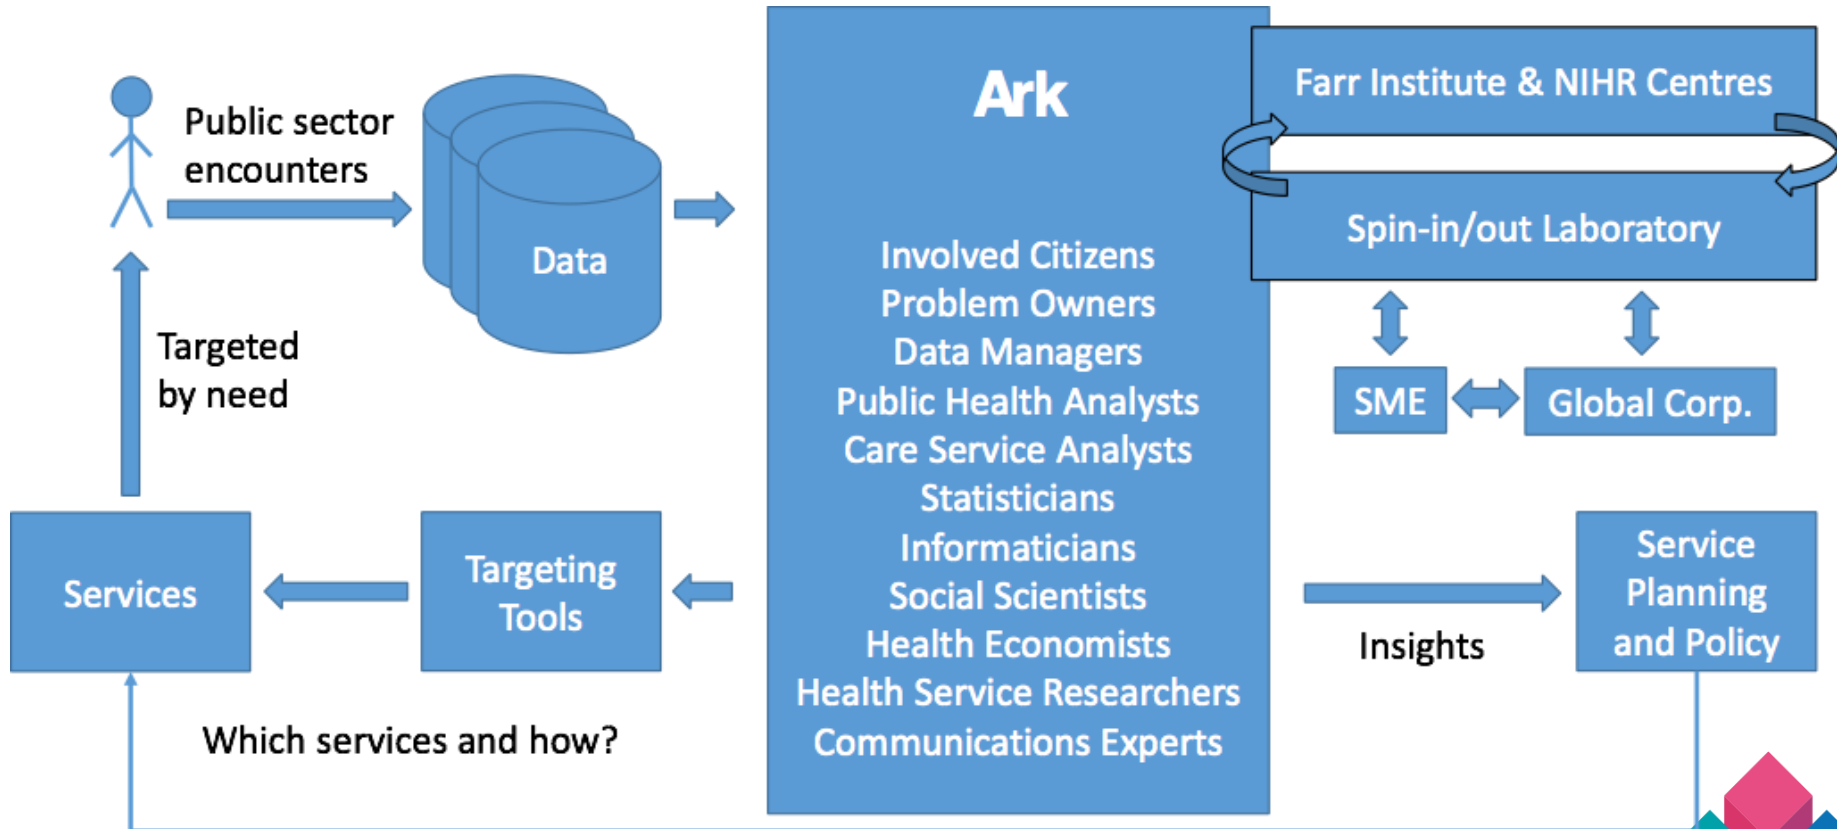 Public sector
encounters
Data
Targeted
by need
Services
Targeting
Tools
Which services and how?
Ark
Involved Citizens
Problem Owners
Data Managers
Public Health Analysts
Care Service Analysts
Statisticians
Informaticians
Social Scientists
Health Economists
Health Service Researchers
Communications Experts
Farr Institute & NIHR Centres
Spin-in/out Laboratory
SME
Global Corp.
Insights
Service
Planning
and Policy